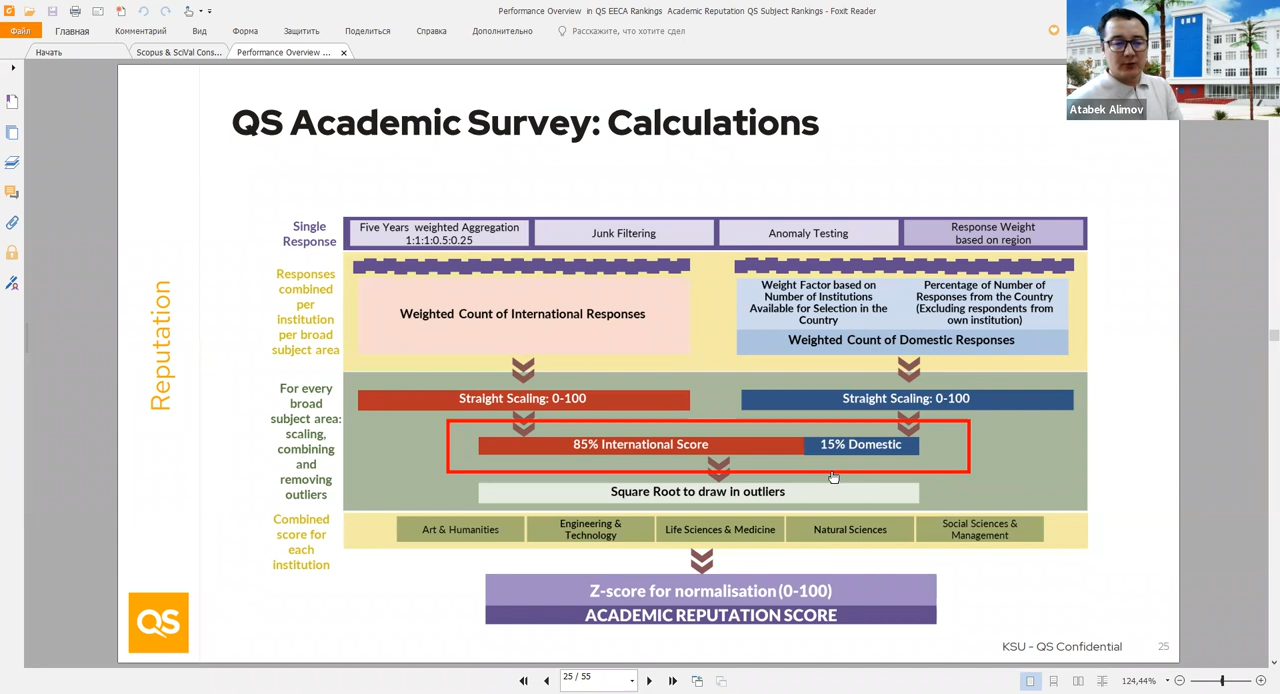 Performance Overview in QS EECA Rankings Academic Reputation QS Subject Rankings - Foxit Reader
Файл
Главная
Комментарий
Вид
Форма
Защитить
Поделиться
Справка
Дополнительно
Расскажите, что хотите сдел
Начать
Scopus & SciVal Cons...
Performance Overview ...
Atabek Alimov
QS Academic Survey: Calculations
Reputation
Single
Response
Five Years weighted Aggregation
1:1:1:0.5:0.25
Junk Filtering
Anomaly Testing
Response Weight
based on region
Responses
combined
per
institution
per broad
subject area
Weighted Count of International Responses
Weight Factor based on
Number of Institutions
Available for Selection in the
Country
Percentage of Number of
Responses from the Country
(Excluding respondents from
own institution)
Weighted Count of Domestic Responses
For every
broad
subject area:
scaling,
combining
and
removing
outliers
Straight Scaling: 0-100
Straight Scaling: 0-100
85% International Score
15% Domestic
Square Root to draw in outliers
Combined
score for
each
institution
Art & Humanities
Engineering &
Technology
Life Sciences & Medicine
Natural Sciences
Social Sciences &
Management
Z-score for normalisation (0-100)
ACADEMIC REPUTATION SCORE
QS
KSU - QS Confidential
25
25 / 55
124,44%